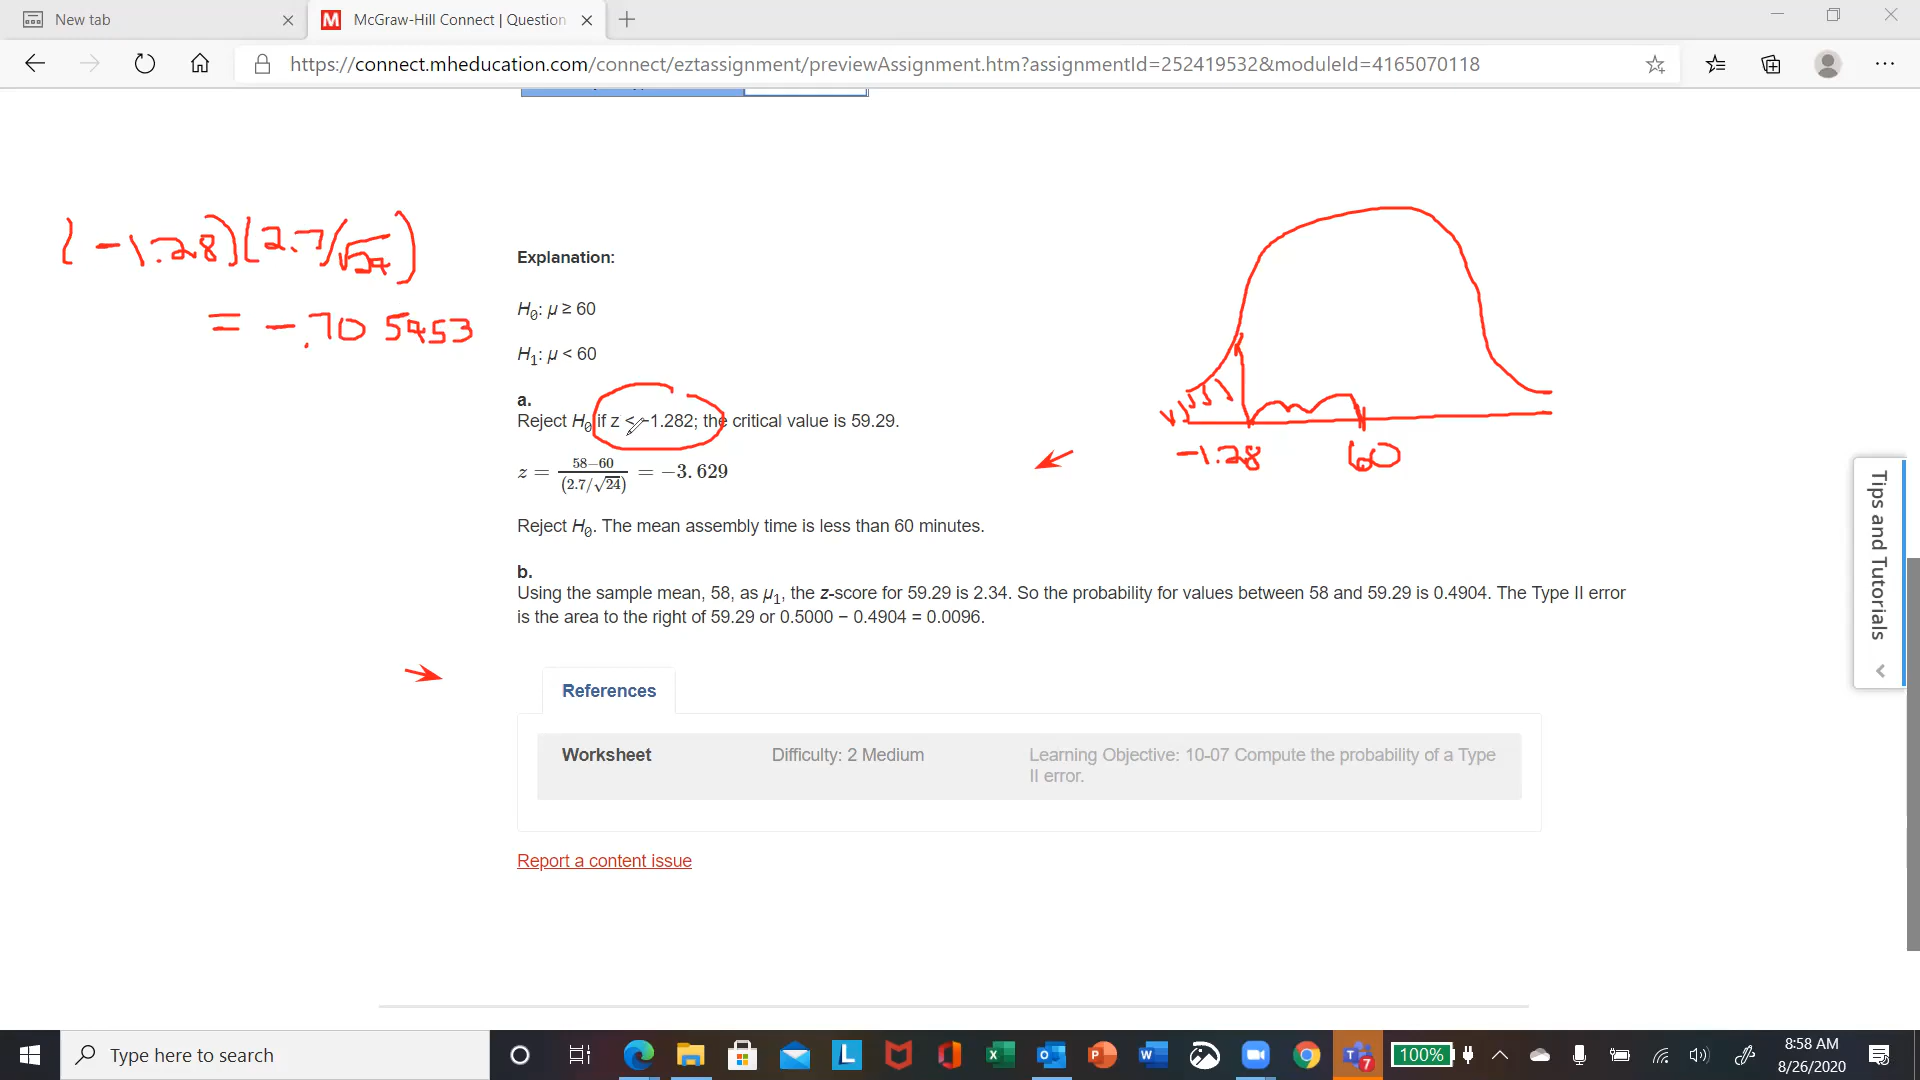 New tab
McGraw-Hill Connect | Question
https://connect.mheducation.com/connect/eztassignment/previewAssignment.htm?assignmentId=252419532&moduleId=4165070118
(-1.28)(2.7/√24)
= -.705453
Explanation:
H0: μ ≥ 60
H1: μ < 60
a.
Reject H0 if z < −1.282; the critical value is 59.29.
z = 58−60 / (2.7/√24) = −3.629
Reject H0. The mean assembly time is less than 60 minutes.
b.
Using the sample mean, 58, as μ1, the z-score for 59.29 is 2.34. So the probability for values between 58 and 59.29 is 0.4904. The Type II error
is the area to the right of 59.29 or 0.5000 − 0.4904 = 0.0096.
-1.28
60
Tips and Tutorials
References
Worksheet
Difficulty: 2 Medium
Learning Objective: 10-07 Compute the probability of a Type
II error.
Report a content issue
Type here to search
100%
8:58 AM
8/26/2020